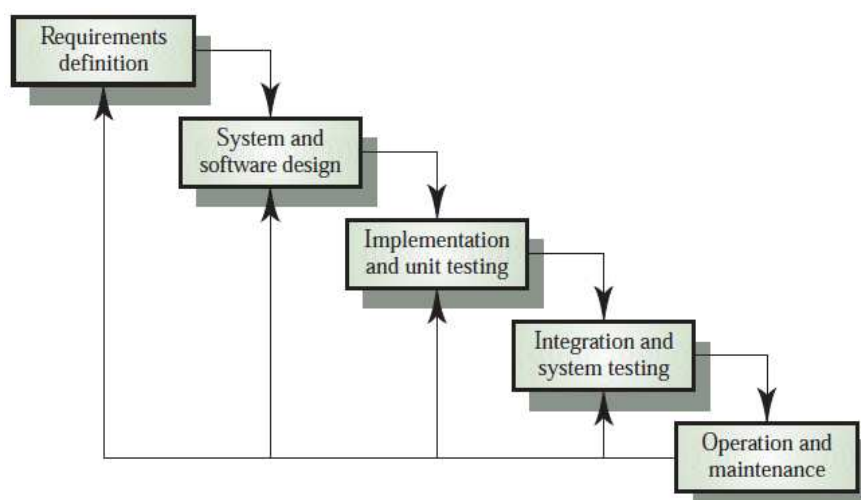 Requirements
definition
System and
software design
Implementation
and unit testing
Integration and
system testing
Operation and
maintenance